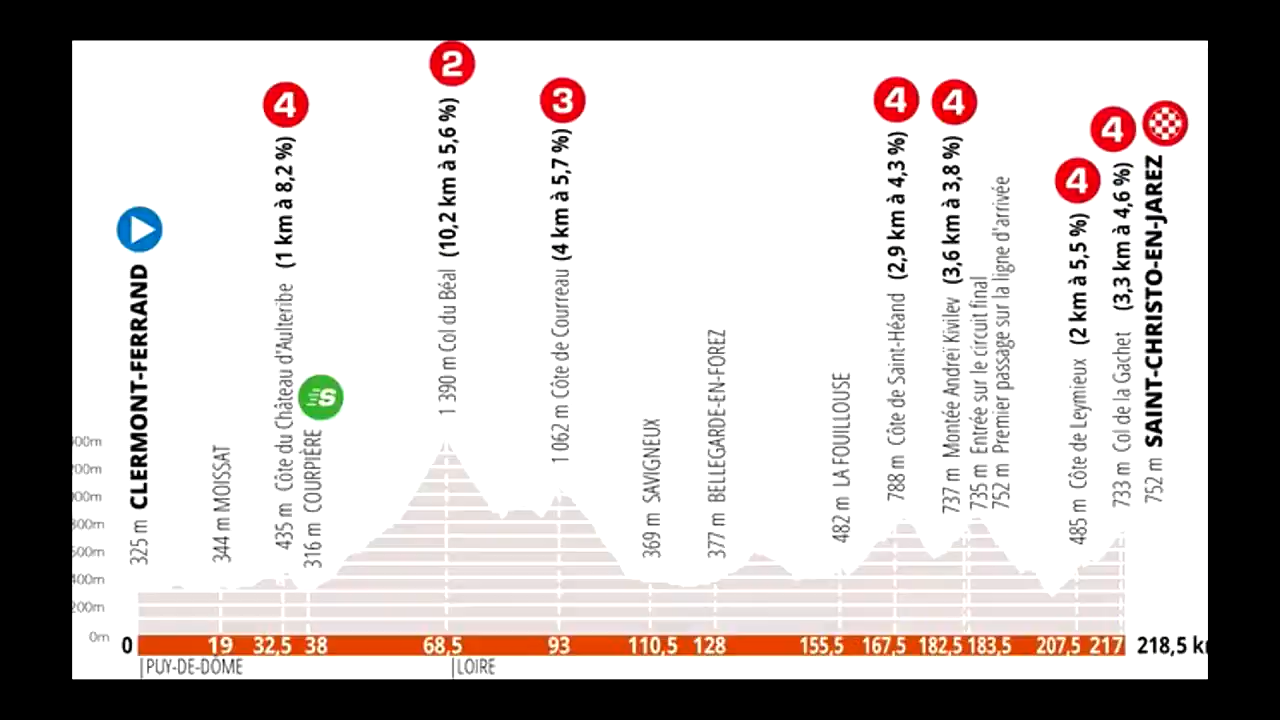 325 m CLERMONT-FERRAND
344 m MOISSAT
4
435 m Côte du Château d'Aulteribe (1 km à 8,2 %)
S
316 m COURPIÈRE
2
1 390 m Col du Béal (10,2 km à 5,6 %)
3
1 062 m Côte de Courreau (4 km à 5,7 %)
369 m SAVIGNEUX
377 m BELLEGARDE-EN-FOREZ
482 m LA FOUILLOUSE
4
788 m Côte de Saint-Héand (2,9 km à 4,3 %)
4
737 m Montée Andreï Kivilev (3,6 km à 3,8 %)
735 m Entrée sur le circuit final
752 m Premier passage sur la ligne d'arrivée
4
485 m Côte de Leymieux (2 km à 5,5 %)
4
733 m Col de la Gachet (3,3 km à 4,6 %)
752 m SAINT-CHRISTO-EN-JAREZ
600m
400m
200m
0m
0 19 32,5 38 68,5 93 110,5 128 155,5 167,5 182,5 183,5 207,5 217 218,5
PUY-DE-DÔME
LOIRE